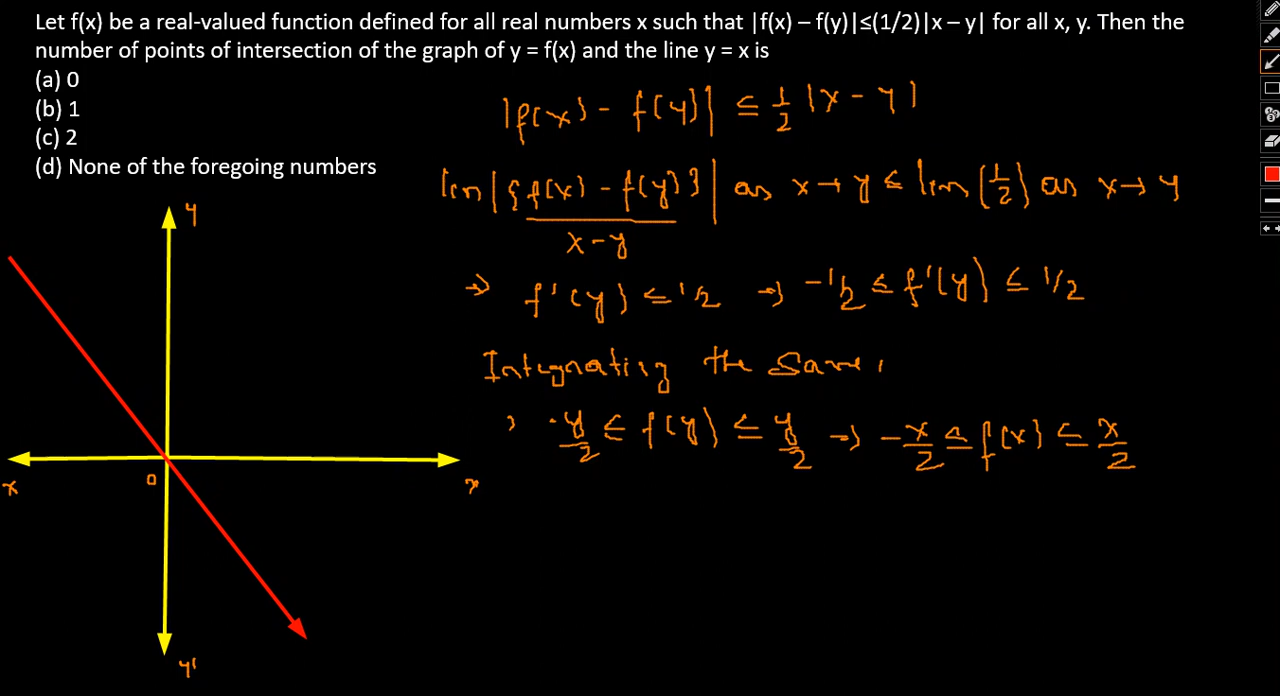 Let f(x) be a real-valued function defined for all real numbers x such that |f(x) – f(y)|≤(1/2)|x – y| for all x, y. Then the
number of points of intersection of the graph of y = f(x) and the line y = x is
(a) 0
(b) 1
(c) 2
(d) None of the foregoing numbers
|f(x) - f(y)| ≤ 1/2 |x - y|
lim |{f(x) - f(y)}/x-y| as x → y ≤ lim (1/2) as x → y
⇒ f'(y) ≤ 1/2 ⇒ -1/2 ≤ f'(y) ≤ 1/2
Integrating the same,
, -y/2 ≤ f(y) ≤ y/2 ⇒ -x/2 ≤ f(x) ≤ x/2
y
x
0
x
y'